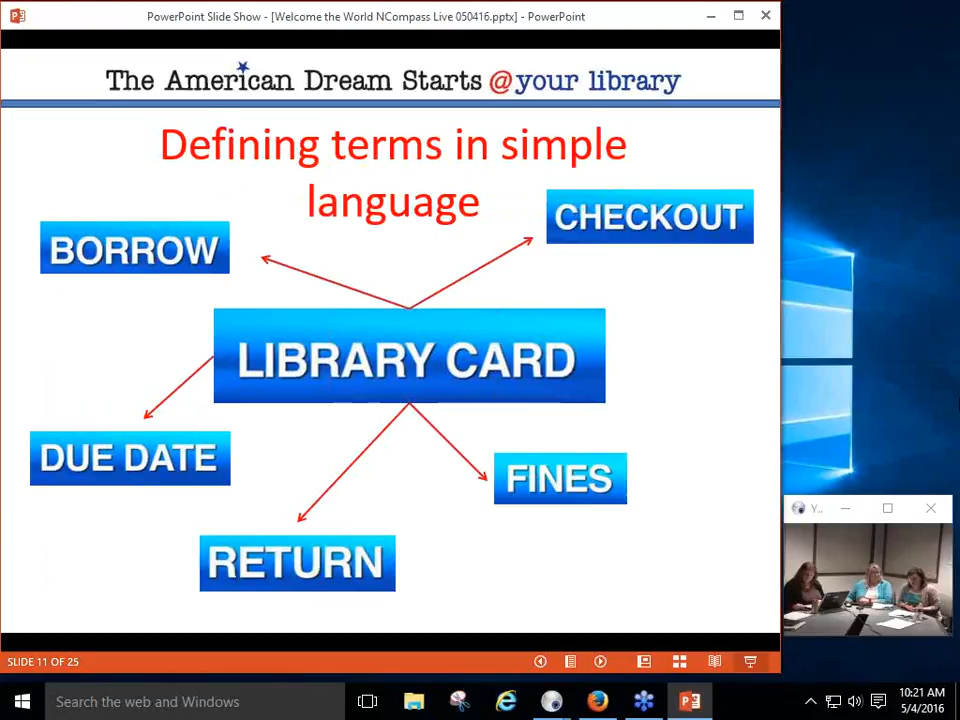 PowerPoint Slide Show - [Welcome the World NCompass Live 050416.pptx] - PowerPoint
The American Dream Starts @your library
Defining terms in simple
language
CHECKOUT
BORROW
LIBRARY CARD
DUE DATE
FINES
RETURN
Y..
SLIDE 11 OF 25
Search the web and Windows
10:21 AM
5/4/2016